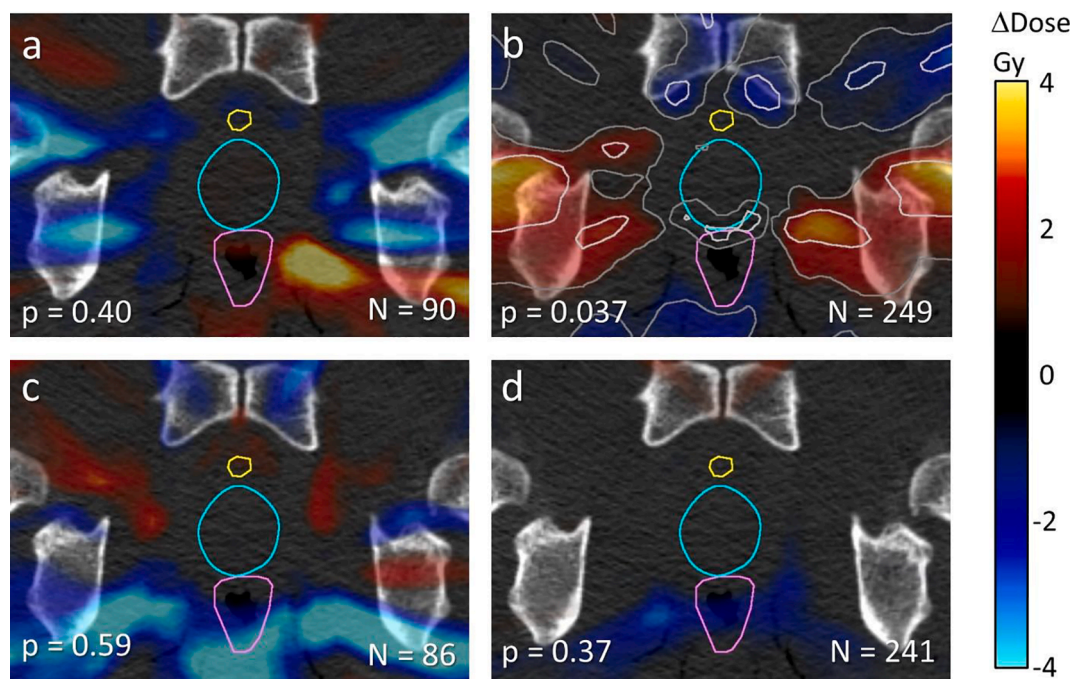 a
p = 0.40
N = 90
b
p = 0.037
N = 249
c
p = 0.59
N = 86
d
p = 0.37
N = 241
ΔDose
Gy
4
2
0
-2
-4